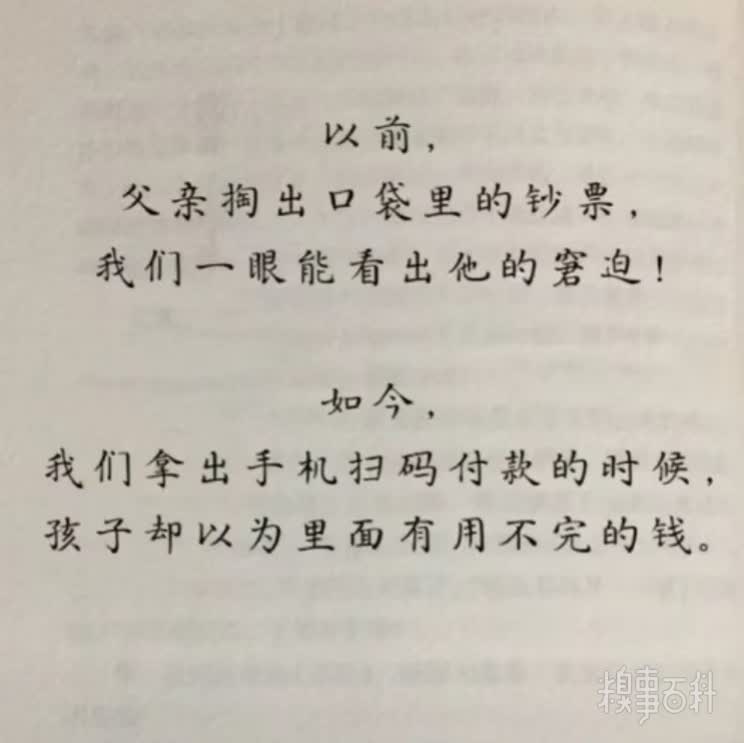 以前，
父亲掏出口袋里的钞票，
我们一眼能看出他的窘迫！
如今，
我们拿出手机扫码付款的时候，
孩子却以为里面有用不完的钱。
糗事百科